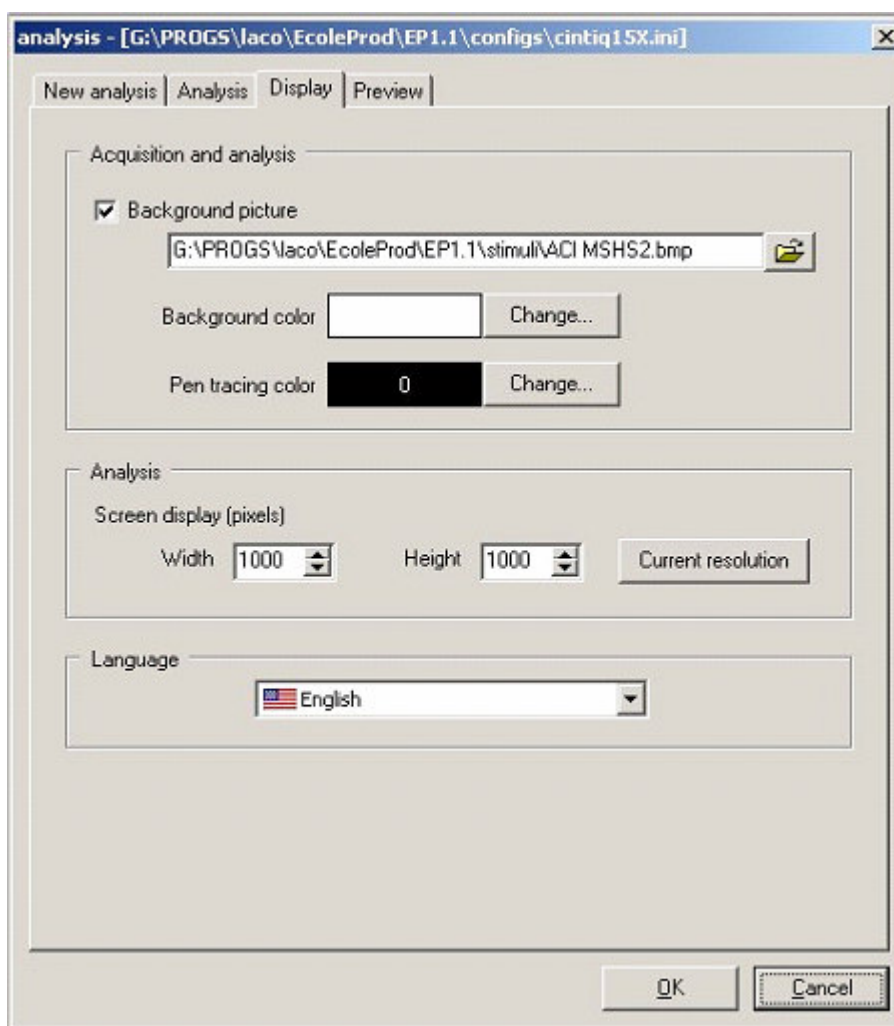 analysis - [G:\PROGS\laco\EcoleProd\EP1.1\configs\cintiq15X.ini]
New analysis Analysis Display Preview
Acquisition and analysis
Background picture
G:\PROGS\laco\EcoleProd\EP1.1\stimuli\ACI MSHS2.bmp
Background color Change...
Pen tracing color 0 Change...
Analysis
Screen display (pixels)
Width 1000 Height 1000 Current resolution
Language
English
OK Cancel